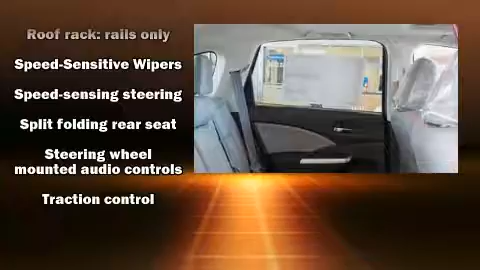 Roof rack: rails only
Speed-Sensitive Wipers
Speed-sensing steering
Split folding rear seat
Steering wheel
mounted audio controls
Traction control